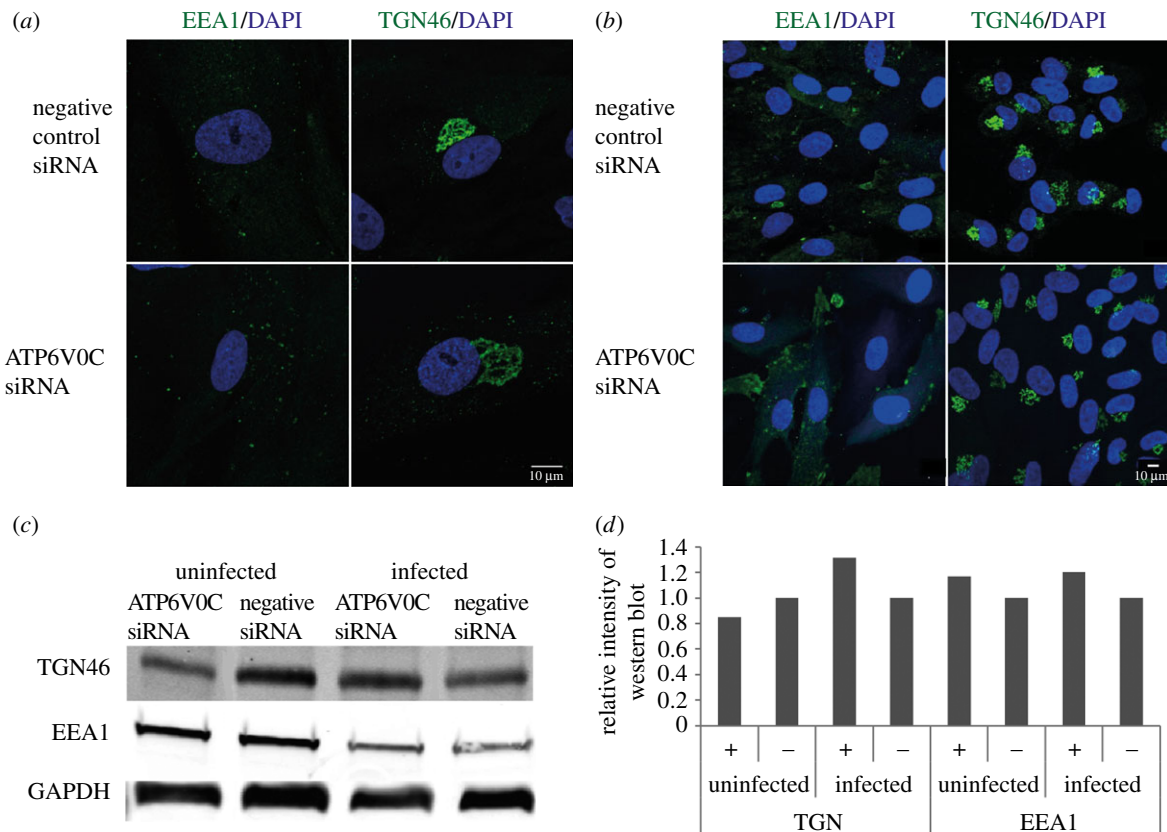 (a)
EEA1/DAPI
TGN46/DAPI
negative
control
siRNA
ATP6V0C
siRNA
10 μm
(b)
EEA1/DAPI
TGN46/DAPI
negative
control
siRNA
ATP6V0C
siRNA
10 μm
(c)
uninfected
infected
ATP6V0C
siRNA
negative
siRNA
ATP6V0C
siRNA
negative
siRNA
TGN46
EEA1
GAPDH
(d)
relative intensity of
western blot
1.4
1.2
1.0
0.8
0.6
0.4
0.2
0
+ – + – + – + –
uninfected infected uninfected infected
TGN EEA1